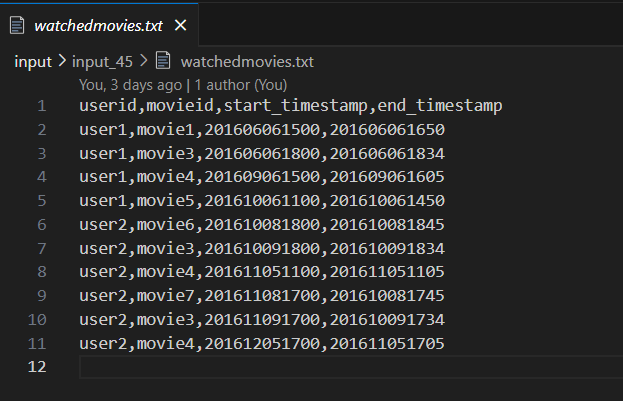 watchedmovies.txt
input > input_45 > watchedmovies.txt
You, 3 days ago | 1 author (You)
1 userid,movieid,start_timestamp,end_timestamp
2 user1,movie1,201606061500,201606061650
3 user1,movie3,201606061800,201606061834
4 user1,movie4,201609061500,201609061605
5 user1,movie5,201610061100,201610061450
6 user2,movie6,201610081800,201610081845
7 user2,movie3,201610091800,201610091834
8 user2,movie4,201611051100,201611051105
9 user2,movie7,201611081700,201610081745
10 user2,movie3,201611091700,201610091734
11 user2,movie4,201612051700,201611051705
12